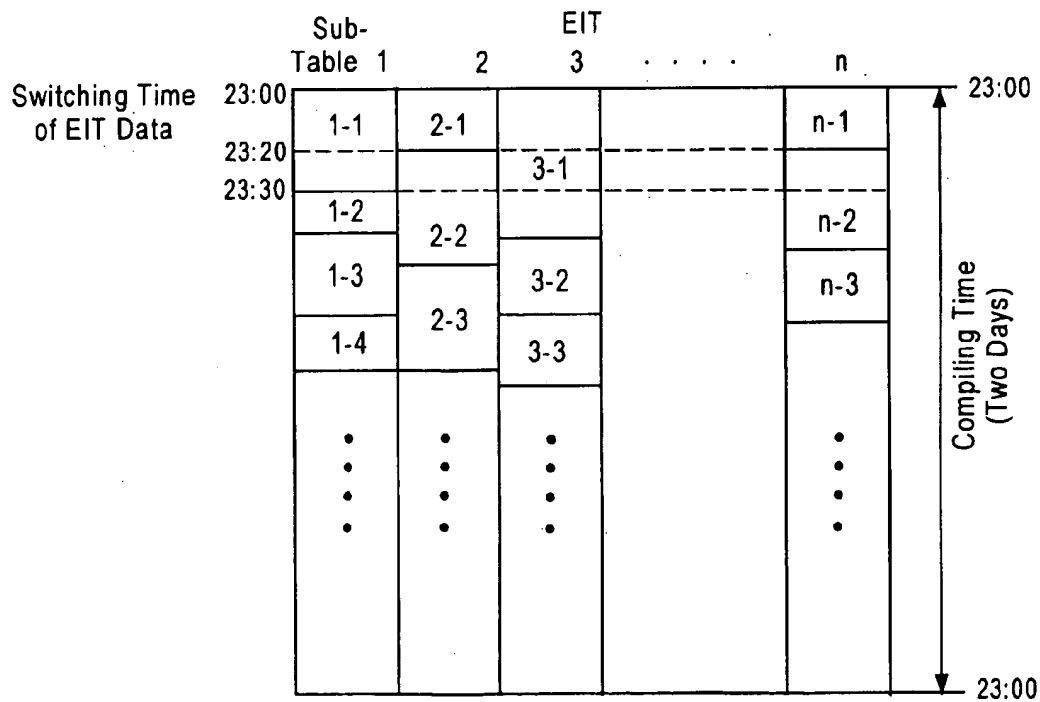 Sub-
Table 1
EIT
2
3
. . . . .
n
Switching Time
of EIT Data
23:00
23:20
23:30
23:00
1-1
2-1
n-1
3-1
1-2
2-2
n-2
1-3
3-2
n-3
2-3
1-4
3-3
Compiling Time
(Two Days)
23:00